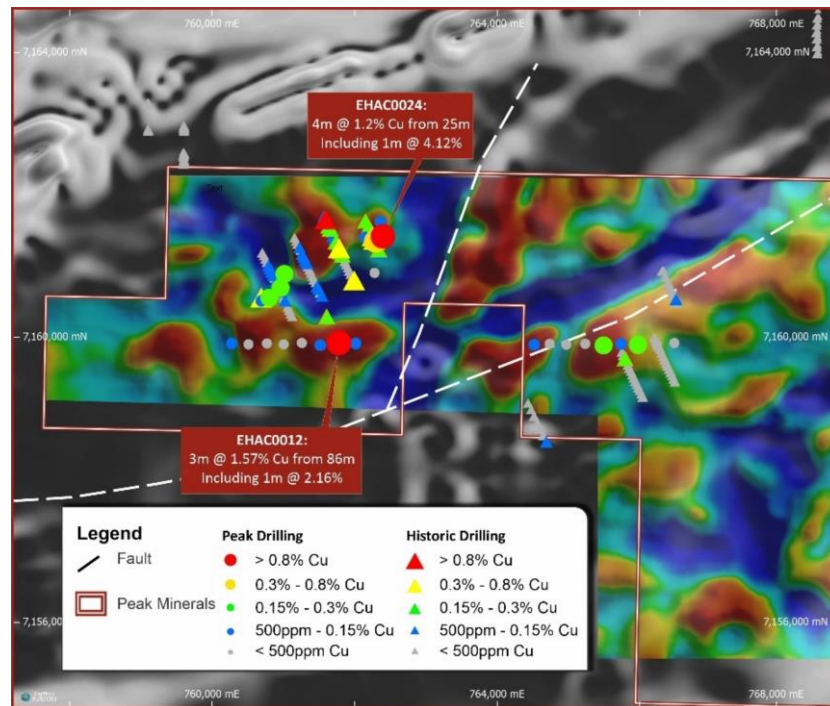 760,000 mE
764,000 mE
768,000 mE
7,164,000 mN
7,164,000 mN
EHAC0024:
4m @ 1.2% Cu from 25m
Including 1m @ 4.12%
Text
7,160,000 mN
7,160,000 mN
EHAC0012:
3m @ 1.57% Cu from 86m
Including 1m @ 2.16%
Legend
Fault
Peak Minerals
Peak Drilling
> 0.8% Cu
0.3% - 0.8% Cu
0.15% - 0.3% Cu
500ppm - 0.15% Cu
< 500ppm Cu
Historic Drilling
> 0.8% Cu
0.3% - 0.8% Cu
0.15% - 0.3% Cu
500ppm - 0.15% Cu
< 500ppm Cu
7,156,000
7,156,000 mN
760,000 mE
764,000 mE
768,000 mE